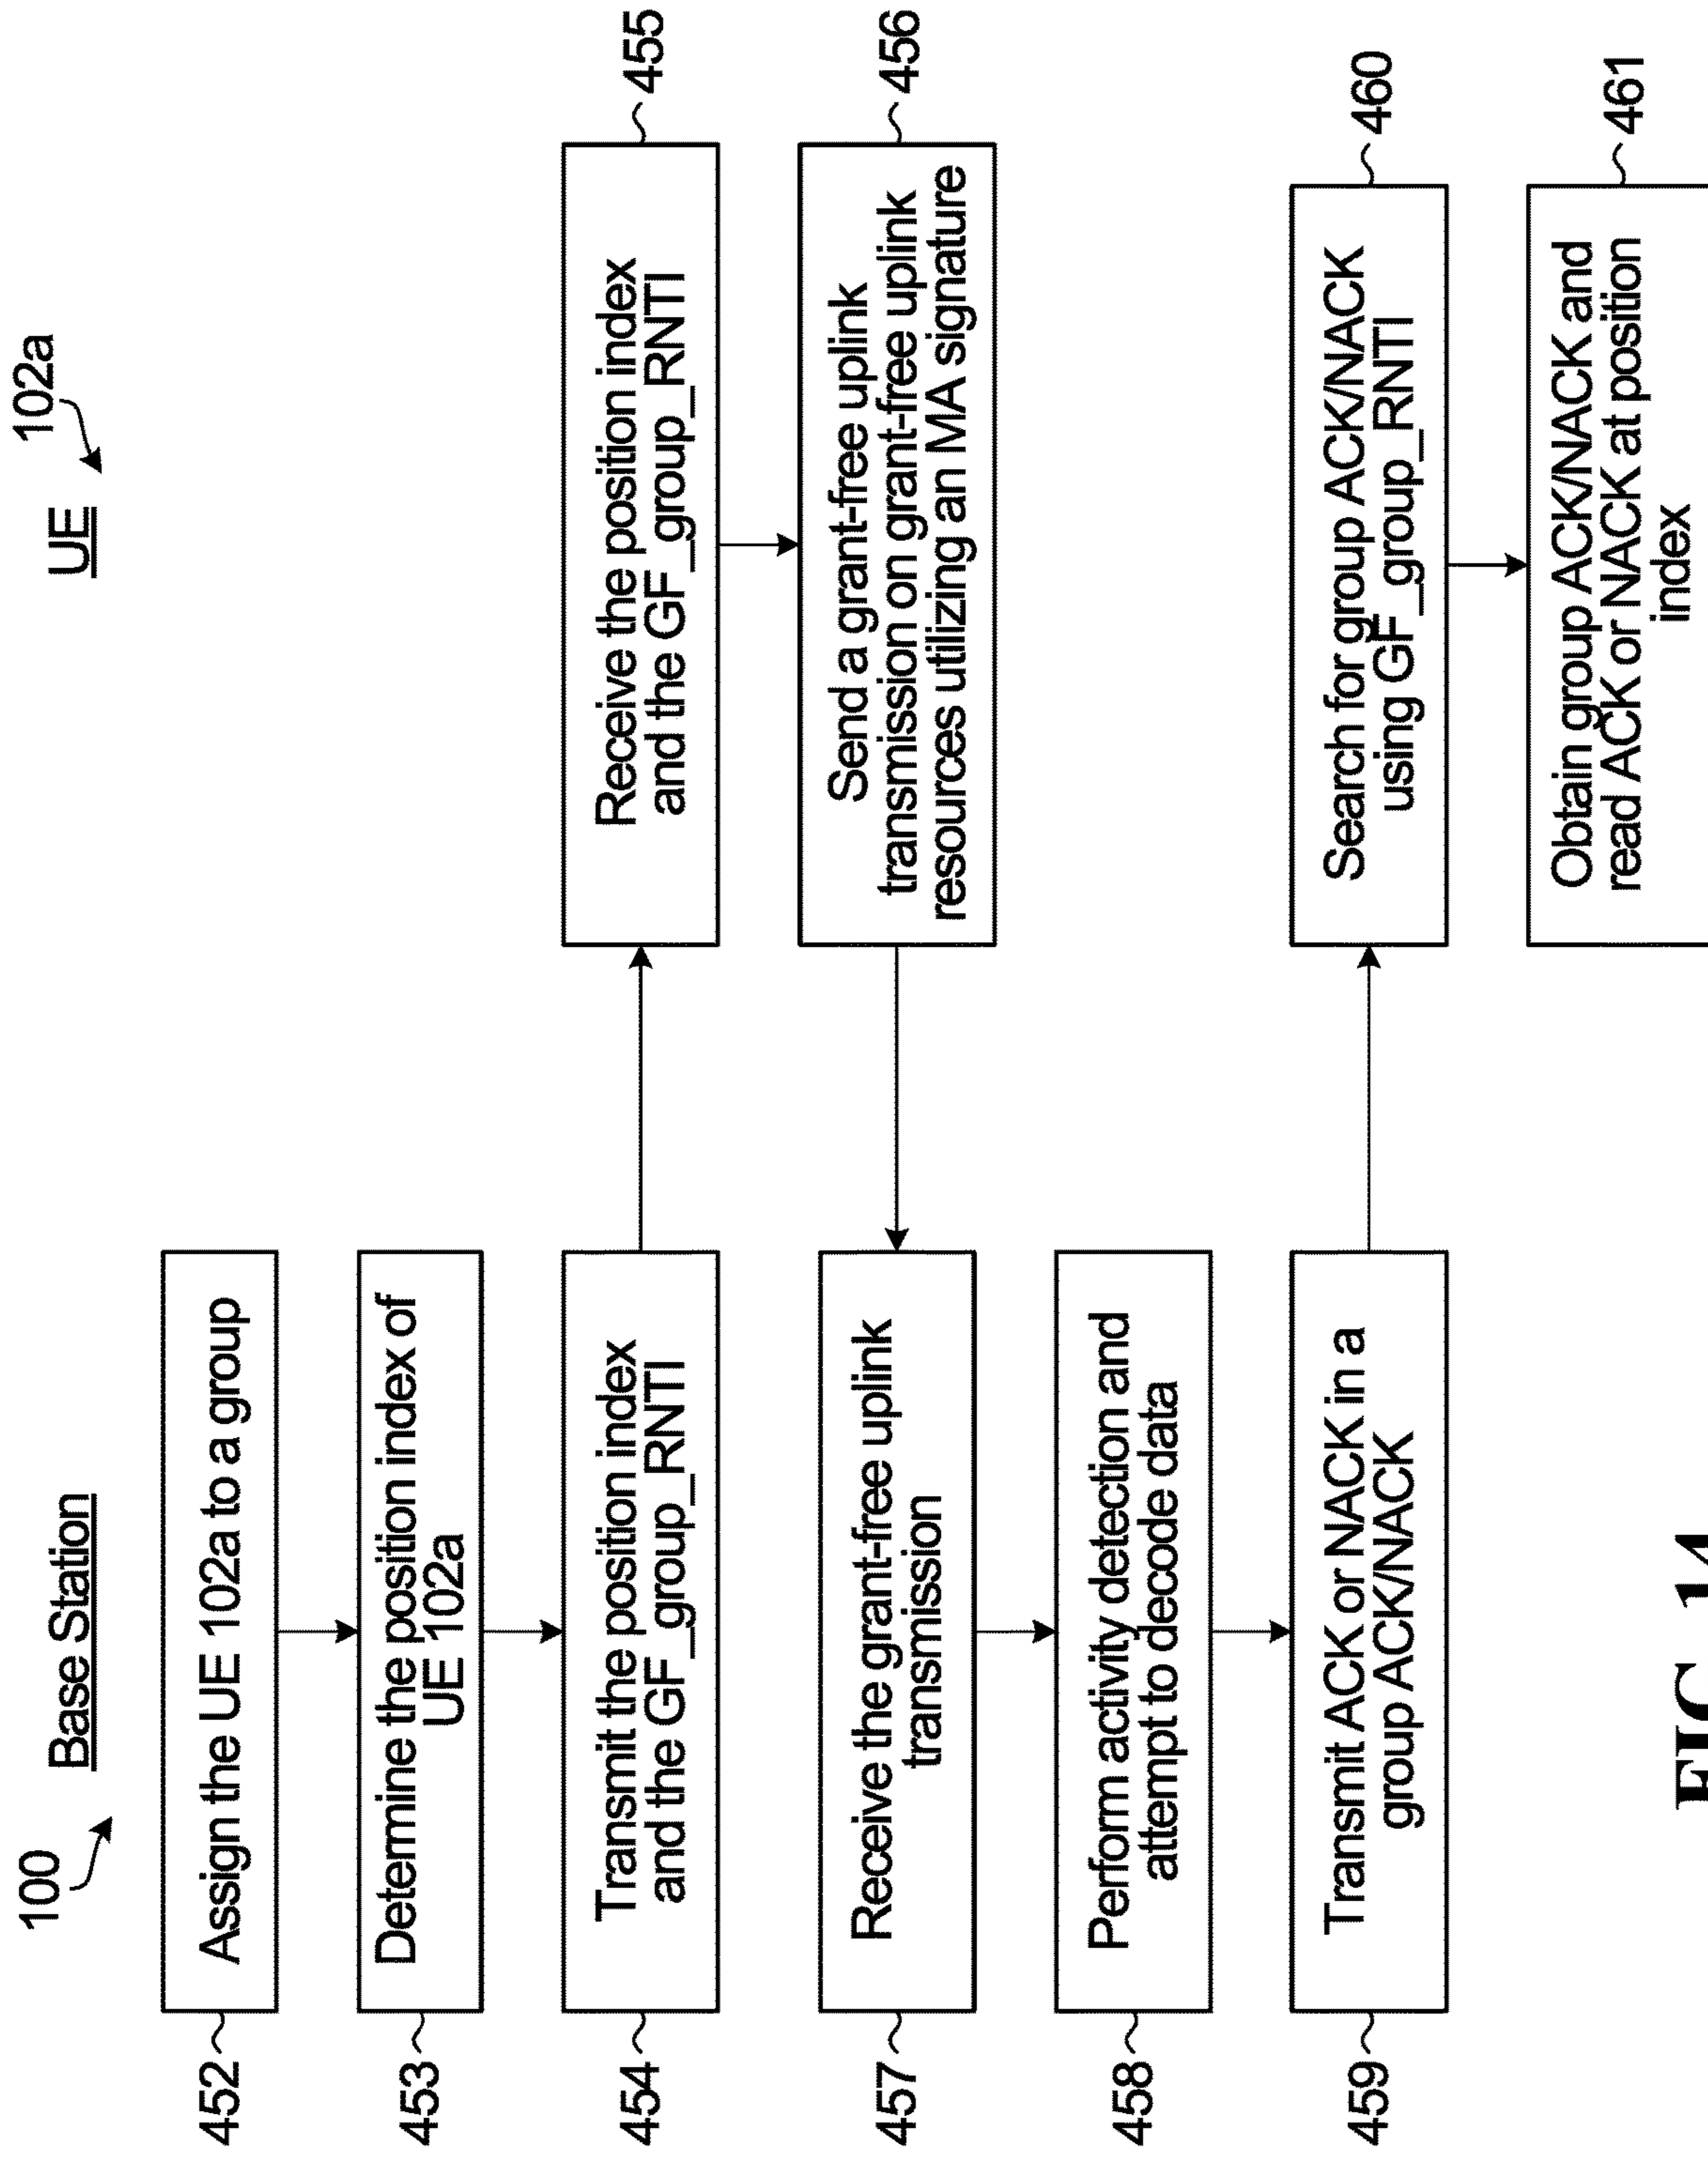 100
Base Station
UE
102a
452
Assign the UE 102a to a group
453
Determine the position index of
UE 102a
454
Transmit the position index
and the GF_group_RNTI
Receive the position index
and the GF_group_RNTI
455
Send a grant-free uplink
transmission on grant-free uplink
resources utilizing an MA signature
456
457
Receive the grant-free uplink
transmission
458
Perform activity detection and
attempt to decode data
459
Transmit ACK or NACK in a
group ACK/NACK
Search for group ACK/NACK
using GF_group_RNTI
460
Obtain group ACK/NACK and
read ACK or NACK at position
index
461
FIG. 14